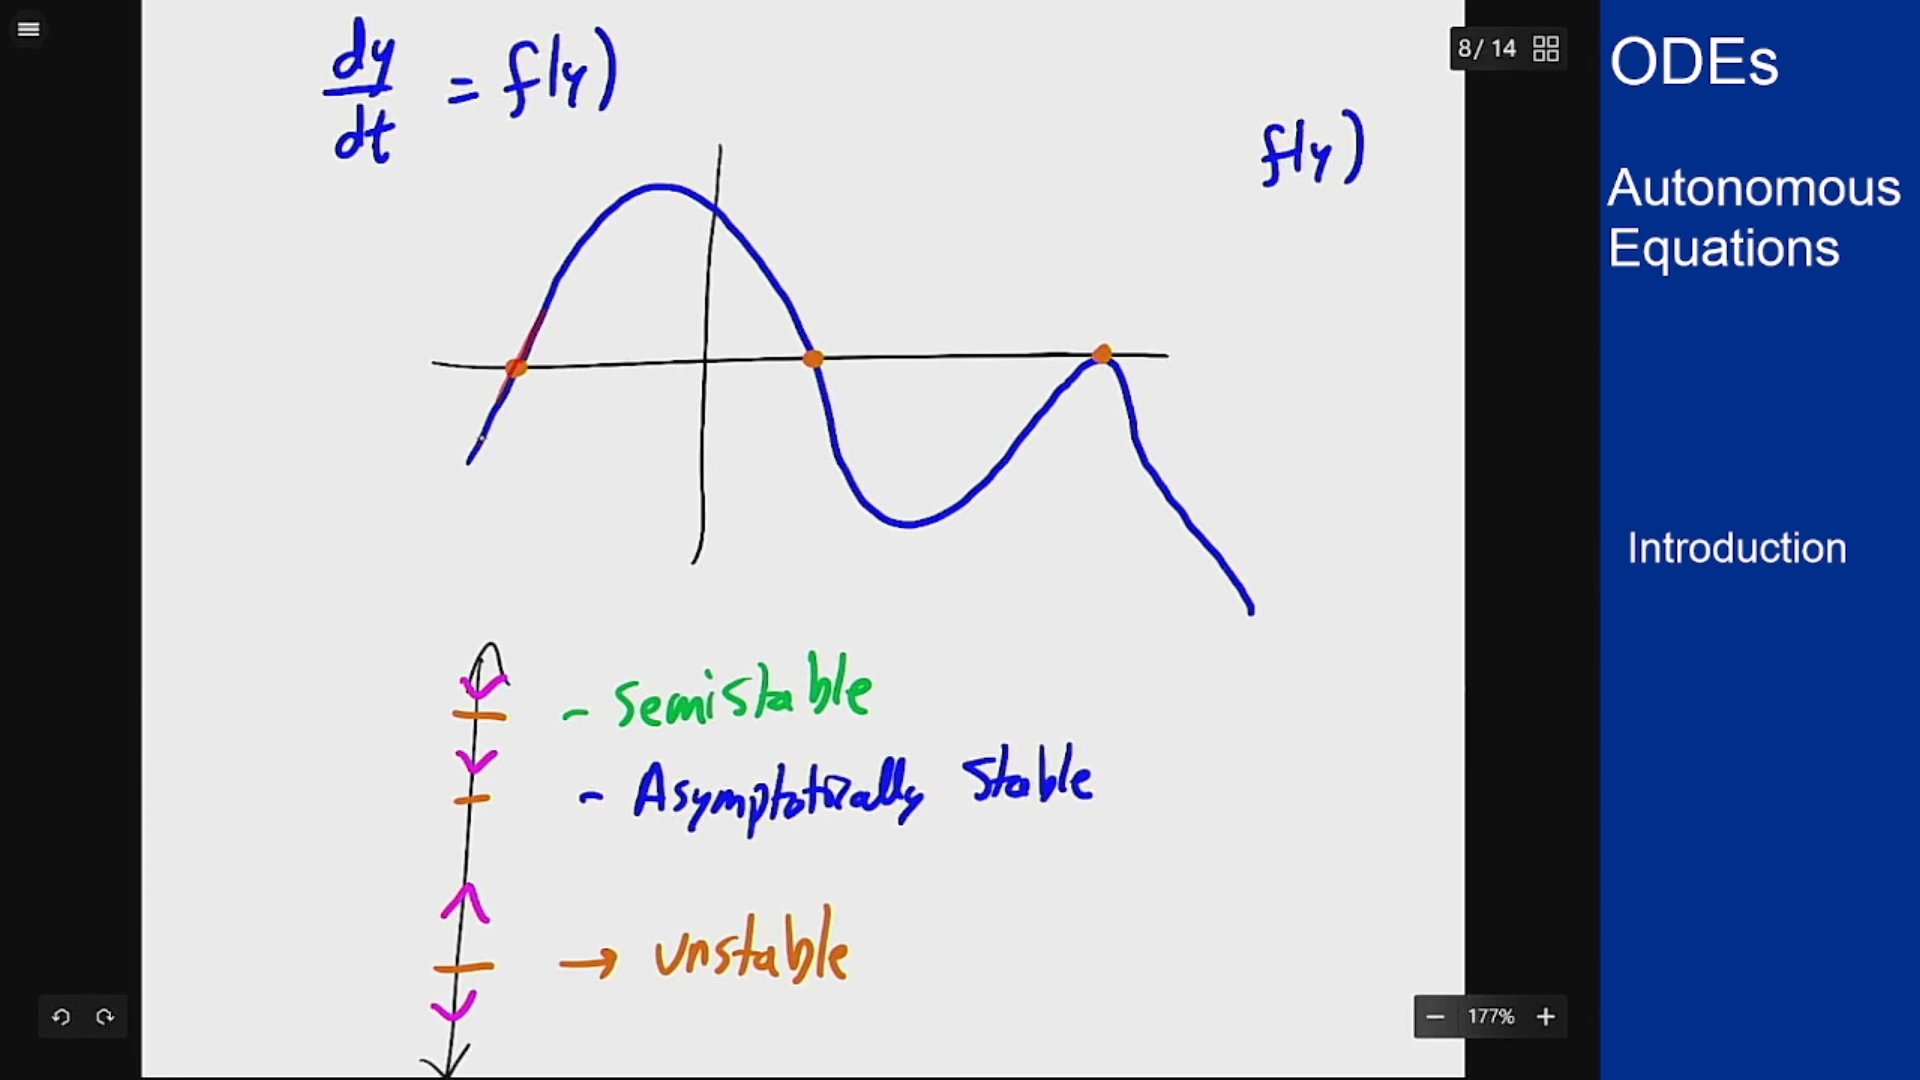 dy/dt = f(y)
8 / 14
f(y)
ODEs
Autonomous
Equations
Introduction
- Semistable
- Asymptotically Stable
→ unstable
177%